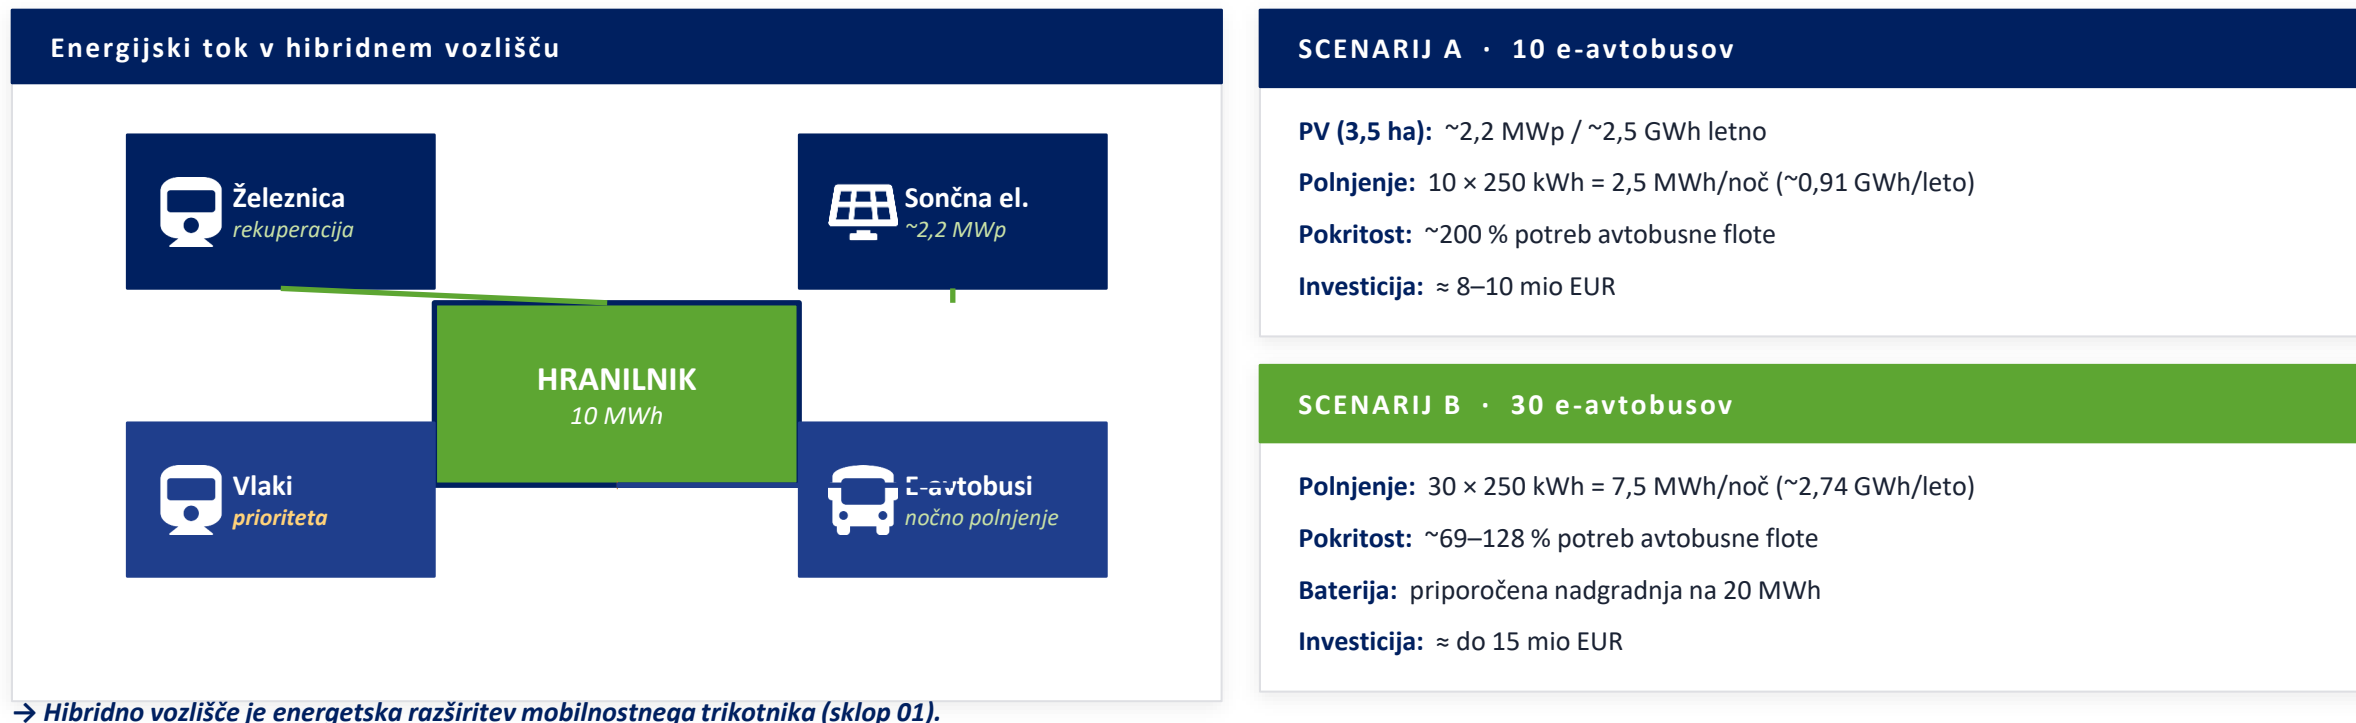 Energijski tok v hibridnem vozlišču
Železnica
rekuperacija
Sončna el.
~2,2 MWp
HRANILNIK
10 MWh
Vlaki
prioriteta
E-avtobusi
nočno polnjenje
→ Hibridno vozlišče je energetska razširitev mobilnostnega trikotnika (sklop 01).
SCENARIJ A · 10 e-avtobusov
PV (3,5 ha): ~2,2 MWp / ~2,5 GWh letno
Polnjenje: 10 × 250 kWh = 2,5 MWh/noč (~0,91 GWh/leto)
Pokritost: ~200 % potreb avtobusne flote
Investicija: ≈ 8–10 mio EUR
SCENARIJ B · 30 e-avtobusov
Polnjenje: 30 × 250 kWh = 7,5 MWh/noč (~2,74 GWh/leto)
Pokritost: ~69–128 % potreb avtobusne flote
Baterija: priporočena nadgradnja na 20 MWh
Investicija: ≈ do 15 mio EUR